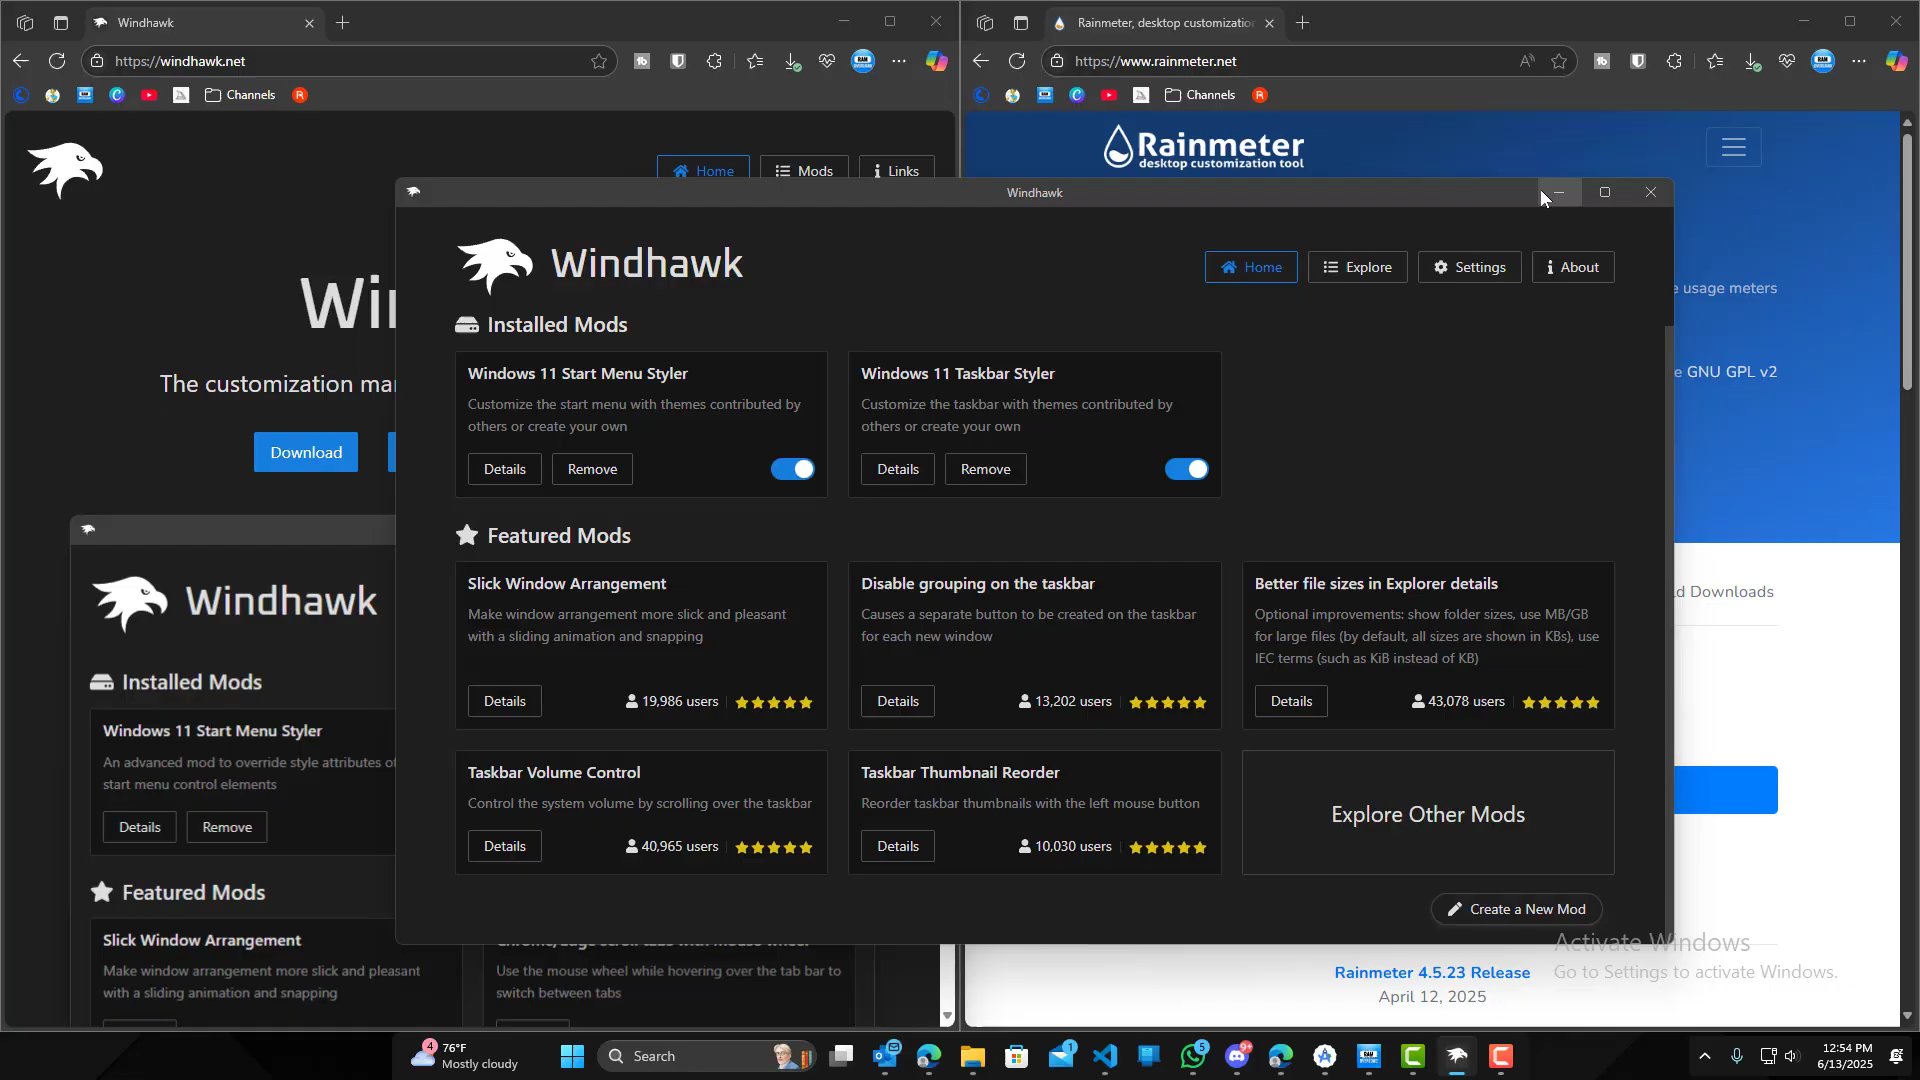 Windhawk
https://windhawk.net
Channels
Home
Mods
Links
The customization ma
Download
Windhawk
Installed Mods
Windows 11 Start Menu Styler
An advanced mod to override style attributes of
start menu control elements
Details
Remove
Featured Mods
Slick Window Arrangement
Make window arrangement more slick and pleasant
with a sliding animation and snapping
Use the mouse wheel while hovering over the tab bar to
switch between tabs
Rainmeter, desktop customizatio
https://www.rainmeter.net
Channels
Rainmeter
desktop customization tool
e usage meters
e GNU GPL v2
d Downloads
Rainmeter 4.5.23 Release
April 12, 2025
Windhawk
Windhawk
Home
Explore
Settings
About
Installed Mods
Windows 11 Start Menu Styler
Customize the start menu with themes contributed by
others or create your own
Details
Remove
Windows 11 Taskbar Styler
Customize the taskbar with themes contributed by
others or create your own
Details
Remove
Featured Mods
Slick Window Arrangement
Make window arrangement more slick and pleasant
with a sliding animation and snapping
Details
19,986 users
Disable grouping on the taskbar
Causes a separate button to be created on the taskbar
for each new window
Details
13,202 users
Better file sizes in Explorer details
Optional improvements: show folder sizes, use MB/GB
for large files (by default, all sizes are shown in KBs), use
IEC terms (such as KiB instead of KB)
Details
43,078 users
Taskbar Volume Control
Control the system volume by scrolling over the taskbar
Details
40,965 users
Taskbar Thumbnail Reorder
Reorder taskbar thumbnails with the left mouse button
Details
10,030 users
Explore Other Mods
Create a New Mod
Activate Windows
Go to Settings to activate Windows.
4
76°F
Mostly cloudy
Search
1
5
9+
12:54 PM
6/13/2025